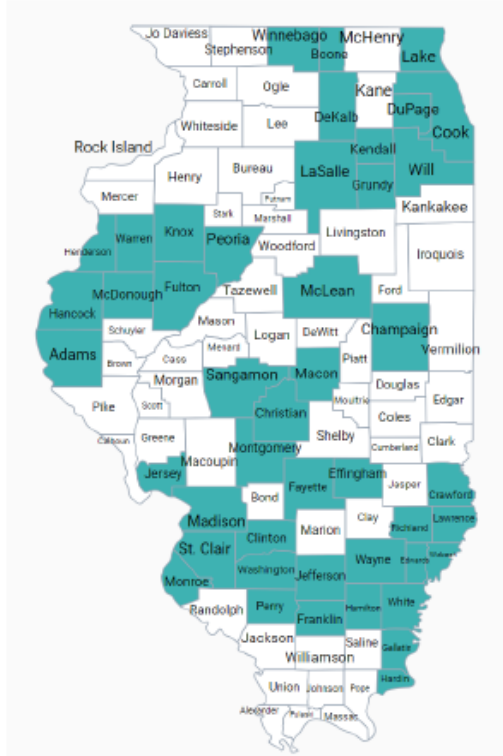 Jo Daviess
Stephenson
Winnebago
Boone
McHenry
Lake
Carroll
Ogle
DeKalb
Kane
DuPage
Cook
Whiteside
Lee
Rock Island
Kendall
Bureau
LaSalle
Will
Henry
Grundy
Mercer
Putnam
Kankakee
Stark
Marshall
Knox
Warren
Peoria
Livingston
Henderson
Woodford
Iroquois
Fulton
McDonough
Tazewell
McLean
Ford
Hancock
Mason
Schuyler
Logan
DeWitt
Champaign
Adams
Menard
Piatt
Vermilion
Brown
Cass
Macon
Sangamon
Morgan
Douglas
Moultrie
Edgar
Pike
Scott
Christian
Coles
Calhoun
Greene
Shelby
Montgomery
Cumberland
Clark
Macoupin
Jersey
Effingham
Fayette
Jasper
Crawford
Bond
Madison
Clay
Lawrence
Marion
Richland
Clinton
St. Clair
Wayne
Edwards
Washington
Jefferson
Monroe
Randolph
Perry
Hamilton
White
Franklin
Jackson
Saline
Gallatin
Williamson
Hardin
Union
Johnson
Pope
Alexander
Pulaski
Massac